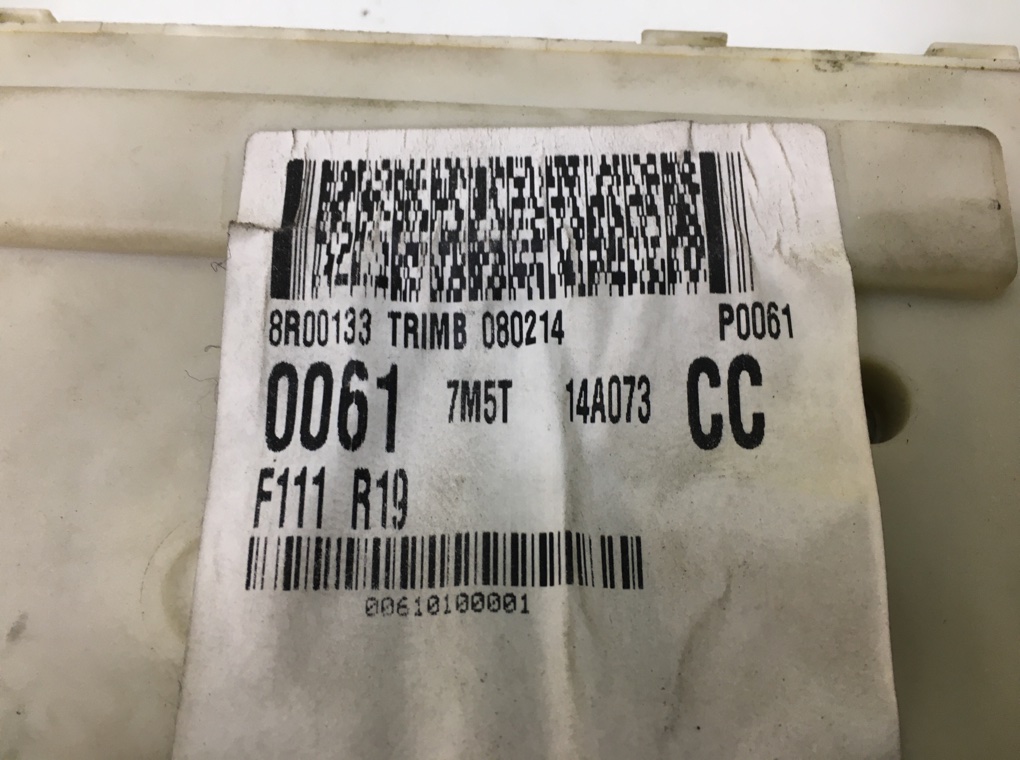 8R00133 TRIMB 080214 P0061
0061 7M5T 14A073 CC
F111 R19
00610100001